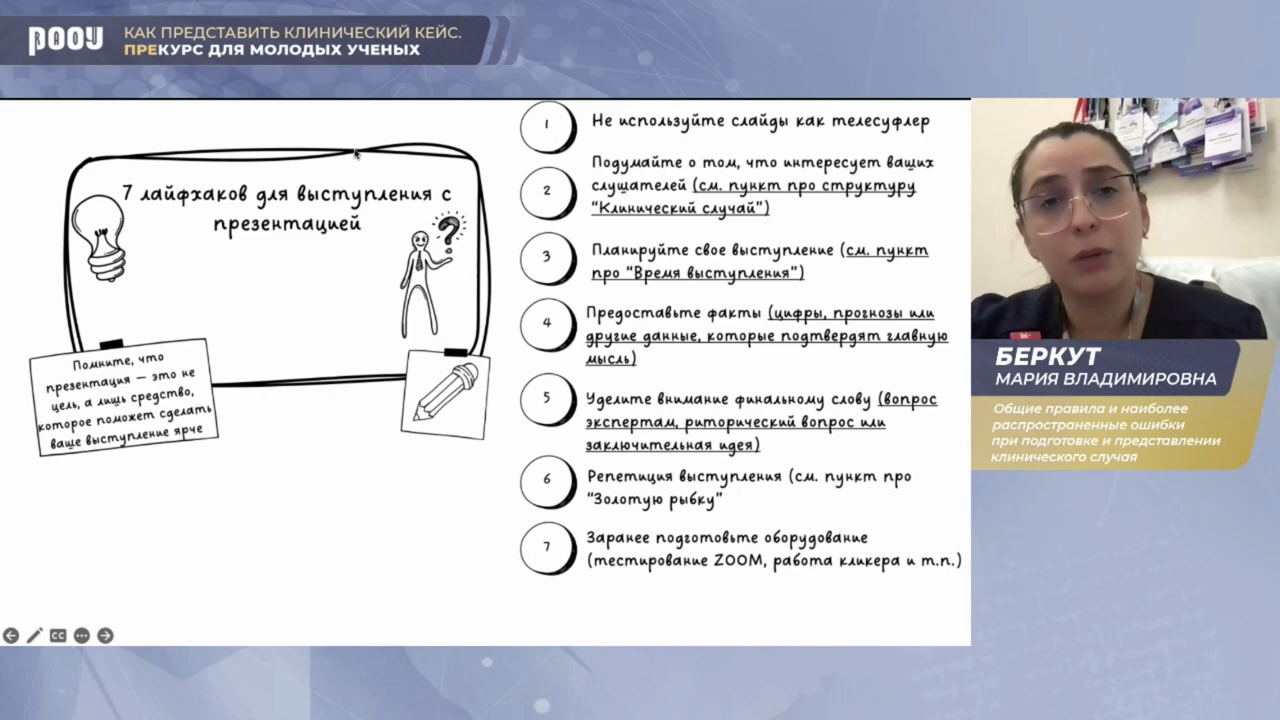 РООУ
КАК ПРЕДСТАВИТЬ КЛИНИЧЕСКИЙ КЕЙС.
ПРЕКУРС ДЛЯ МОЛОДЫХ УЧЕНЫХ
7 лайфхаков для выступления с
презентацией
Помните, что
презентация — это не
цель, а лишь средство,
которое поможет сделать
ваше выступление ярче
1
Не используйте слайды как телесуфлер
2
Подумайте о том, что интересует ваших
слушателей (см. пункт про структуру
"Клинический случай")
3
Планируйте свое выступление (см. пункт
про "Время выступления")
4
Предоставьте факты (цифры, прогнозы или
другие данные, которые подтвердят главную
мысль)
5
Уделите внимание финальному слову (вопрос
экспертам, риторический вопрос или
заключительная идея)
6
Репетиция выступления (см. пункт про
"Золотую рыбку"
7
Заранее подготовьте оборудование
(тестирование ZOOM, работа кликера и т.п.)
БЕРКУТ
МАРИЯ ВЛАДИМИРОВНА
Общие правила и наиболее
распространенные ошибки
при подготовке и представлении
клинического случая